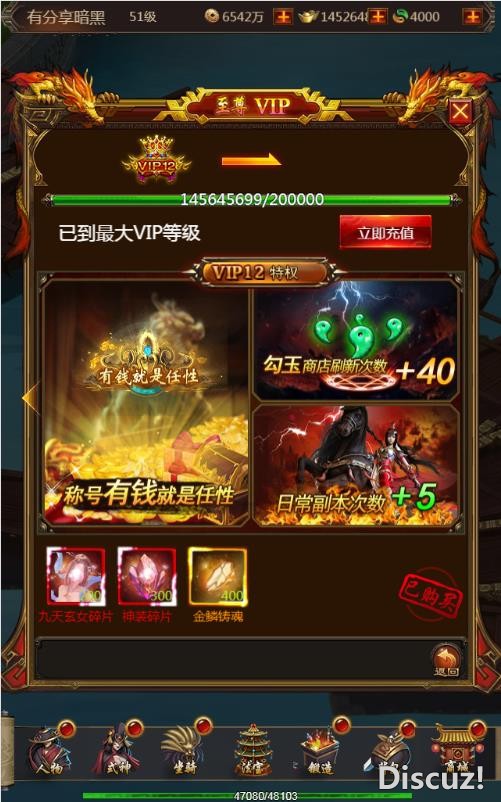 有分享暗黑 51级 6542万 1452648 4000
至尊 VIP
VIP12
145645699/200000
已到最大VIP等级
立即充值
VIP12 特权
有钱就是任性
称号有钱就是任性
勾玉商店刷新次数 +40
日常副本次数 +5
300 400
九天玄女碎片 神装碎片 金鳞铸魂
已购买
返回
人物 式神 坐骑 法宝 锻造 商城
Discuz!
47080/48103